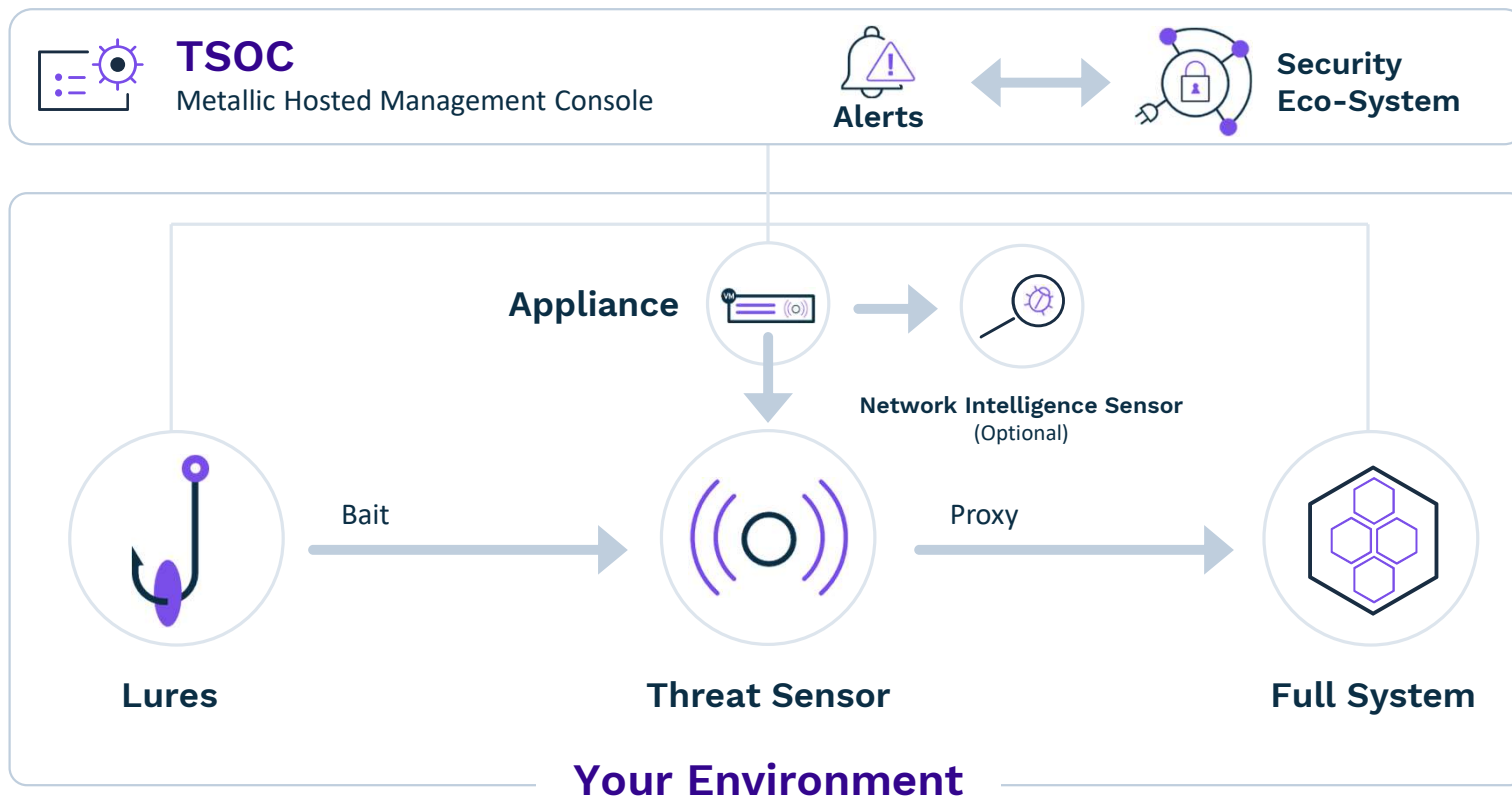 TSOC
Metallic Hosted Management Console
Alerts
Security
Eco-System
Appliance
VM
Network Intelligence Sensor
(Optional)
Bait
Proxy
Lures
Threat Sensor
Full System
Your Environment